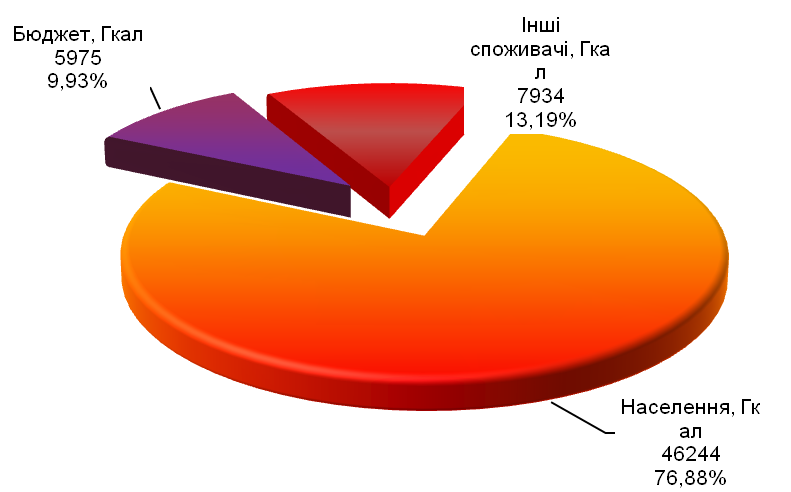 Бюджет, Гкал
5975
9,93%
Інші
споживачі, Гка
л
7934
13,19%
Населення, Гк
ал
46244
76,88%